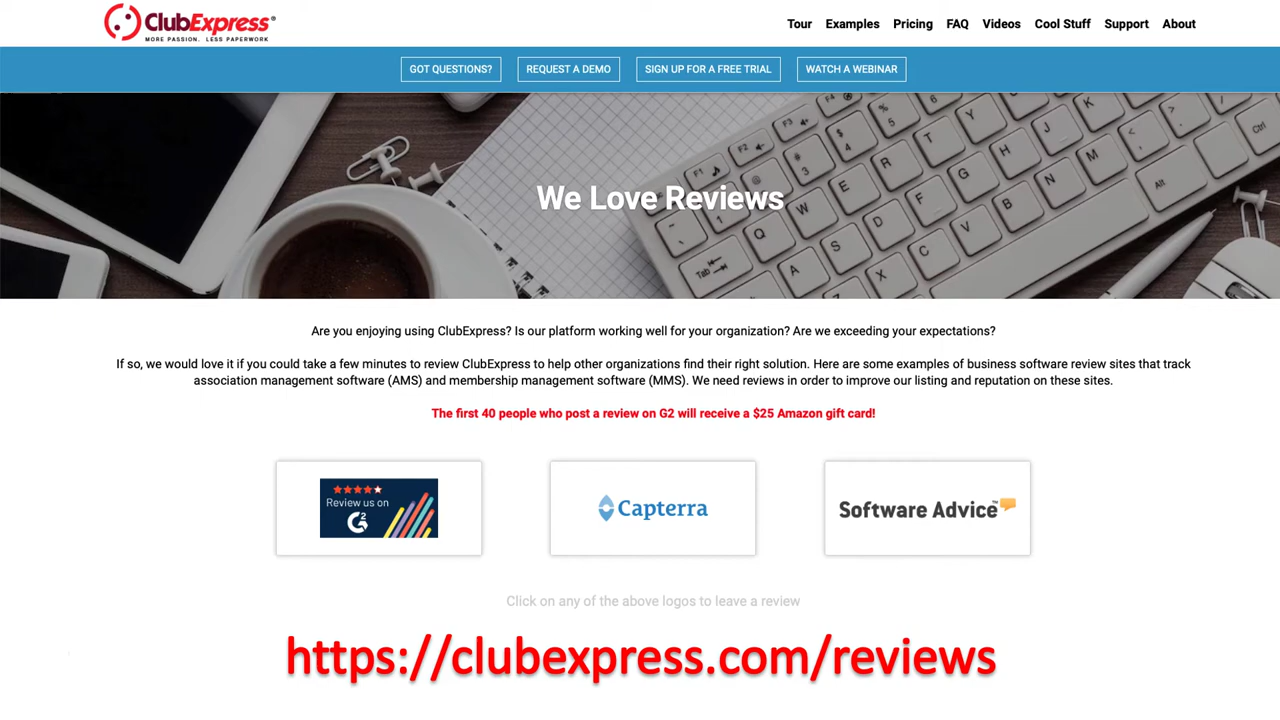 ClubExpress®
MORE PASSION. LESS PAPERWORK
Tour Examples Pricing FAQ Videos Cool Stuff Support About
GOT QUESTIONS? REQUEST A DEMO SIGN UP FOR A FREE TRIAL WATCH A WEBINAR
We Love Reviews
Are you enjoying using ClubExpress? Is our platform working well for your organization? Are we exceeding your expectations?
If so, we would love it if you could take a few minutes to review ClubExpress to help other organizations find their right solution. Here are some examples of business software review sites that track
association management software (AMS) and membership management software (MMS). We need reviews in order to improve our listing and reputation on these sites.
The first 40 people who post a review on G2 will receive a $25 Amazon gift card!
Review us on
G2
Capterra
Software Advice™
Click on any of the above logos to leave a review
https://clubexpress.com/reviews